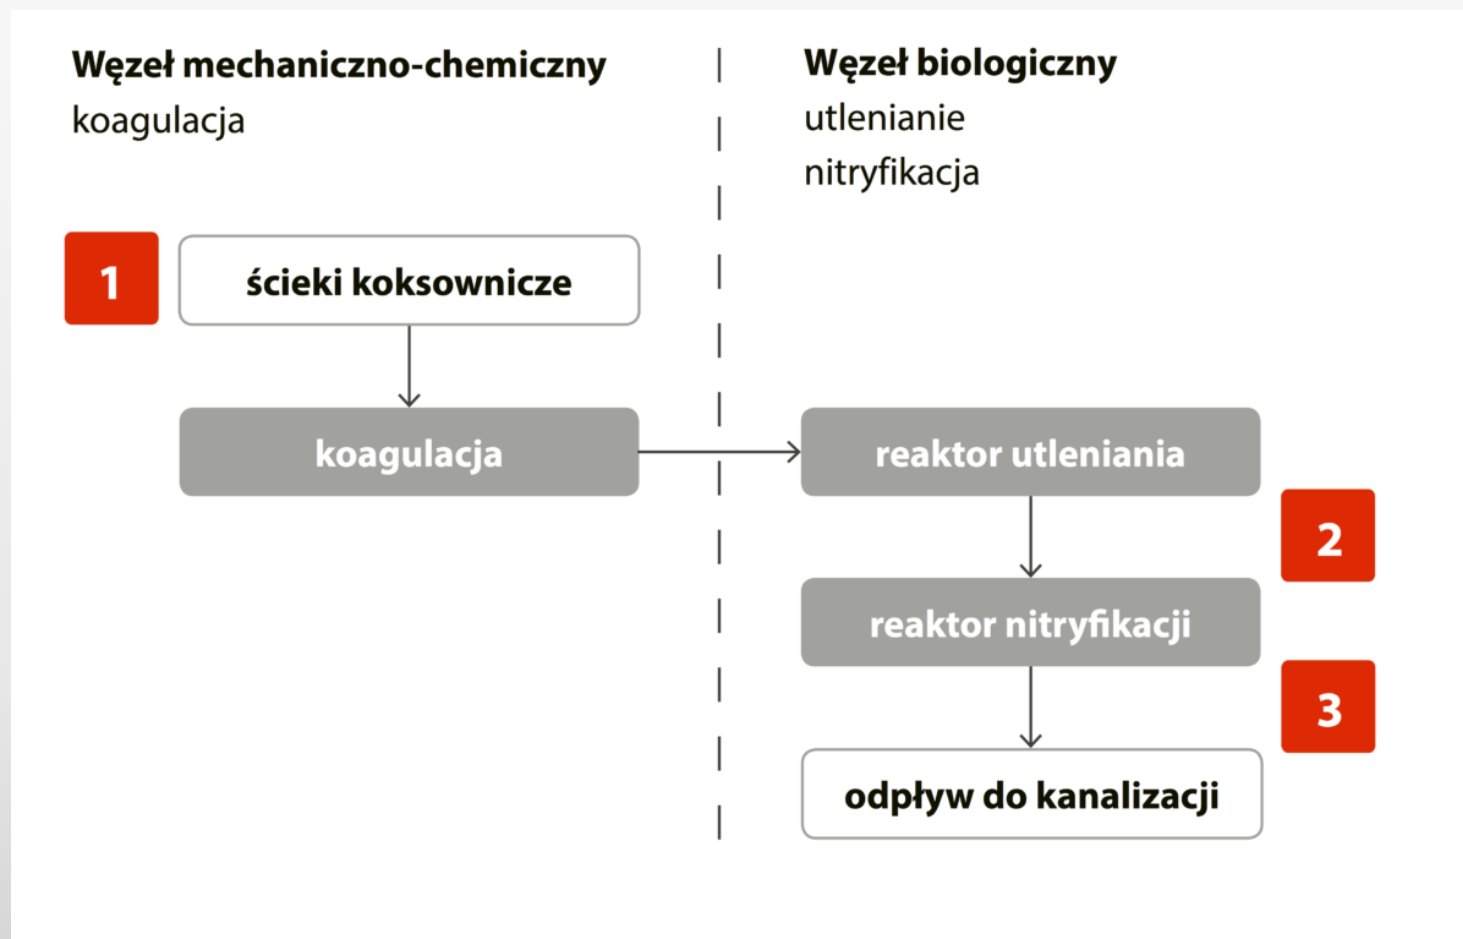 Węzeł mechaniczno-chemiczny
koagulacja
Węzeł biologiczny
utlenianie
nitryfikacja
1
ścieki koksownicze
koagulacja
reaktor utleniania
2
reaktor nitryfikacji
3
odpływ do kanalizacji